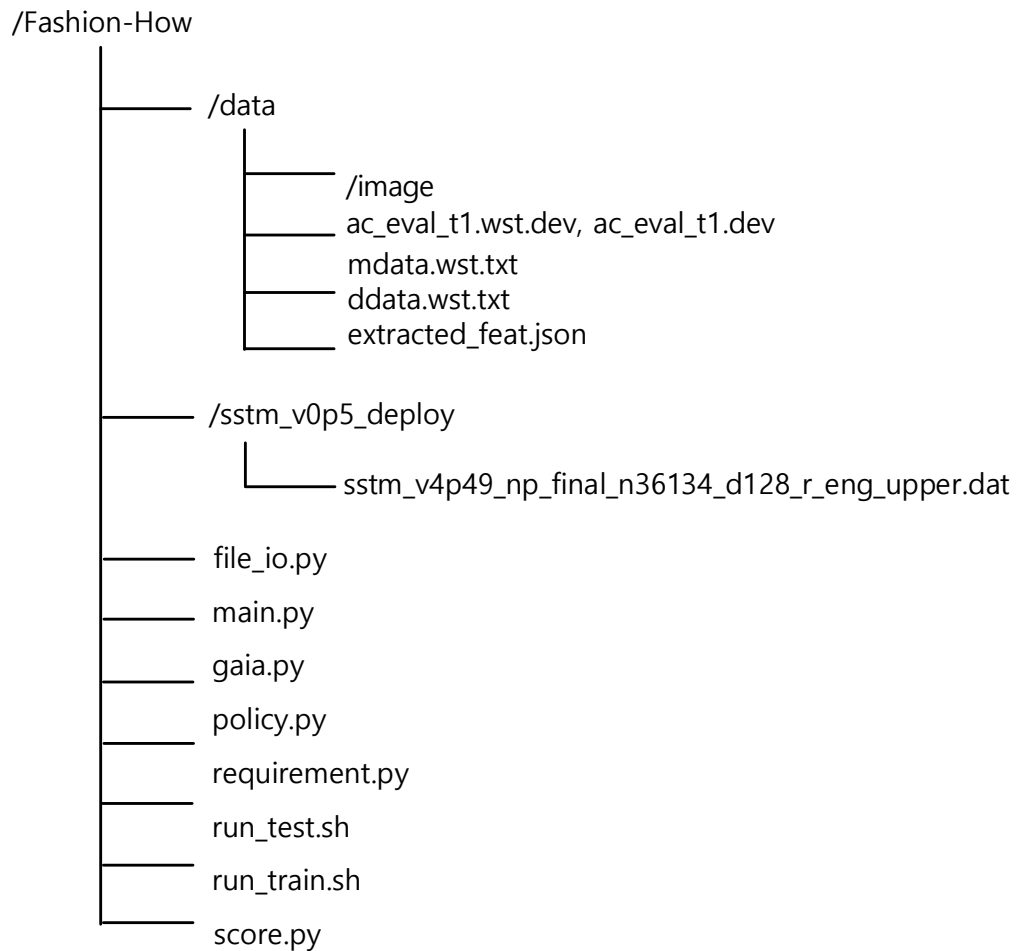 /Fashion-How
/data
/image
ac_eval_t1.wst.dev, ac_eval_t1.dev
mdata.wst.txt
ddata.wst.txt
extracted_feat.json
/sstm_v0p5_deploy
sstm_v4p49_np_final_n36134_d128_r_eng_upper.dat
file_io.py
main.py
gaia.py
policy.py
requirement.py
run_test.sh
run_train.sh
score.py